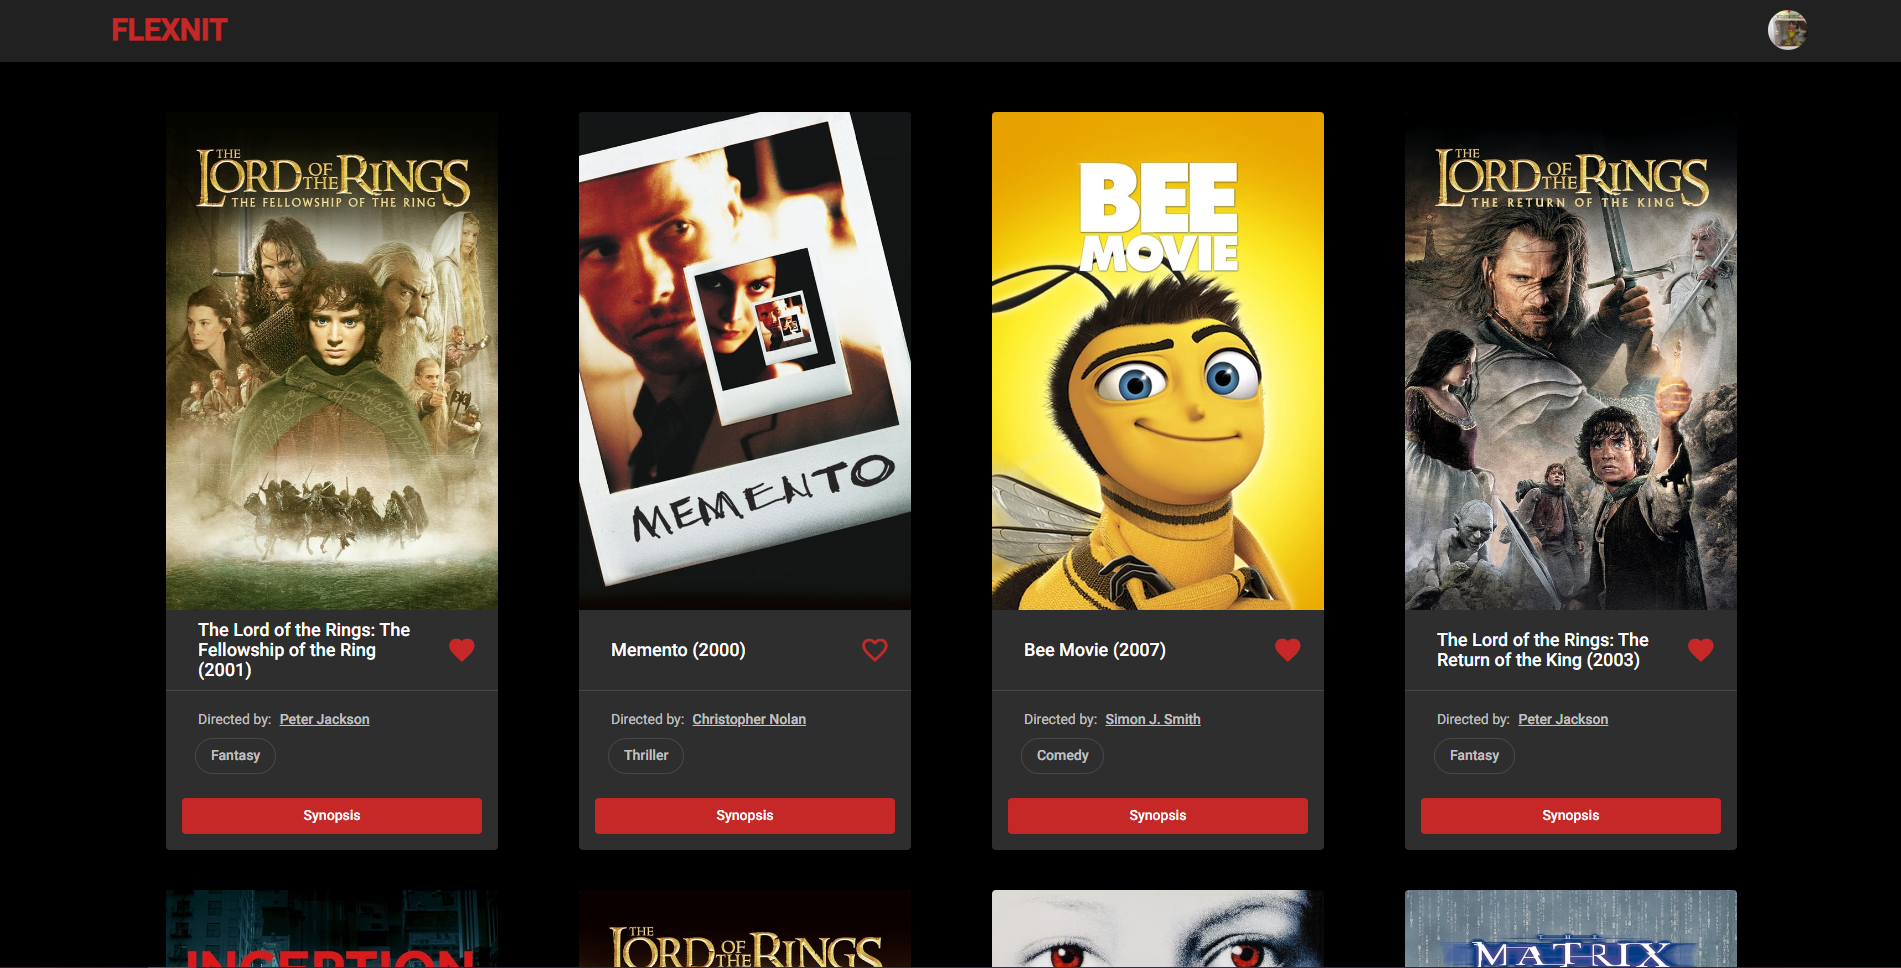 FLEXNIT
THE
LORD OF THE RINGS
THE FELLOWSHIP OF THE RING
MEMENTO
BEE
MOVIE
THE
LORD OF THE RINGS
THE RETURN OF THE KING
The Lord of the Rings: The
Fellowship of the Ring
(2001)
Memento (2000)
Bee Movie (2007)
The Lord of the Rings: The
Return of the King (2003)
Directed by: Peter Jackson
Directed by: Christopher Nolan
Directed by: Simon J. Smith
Directed by: Peter Jackson
Fantasy
Thriller
Comedy
Fantasy
Synopsis
Synopsis
Synopsis
Synopsis
INCEPTION
THE
LORD OF THE RINGS
THE
MATRIX